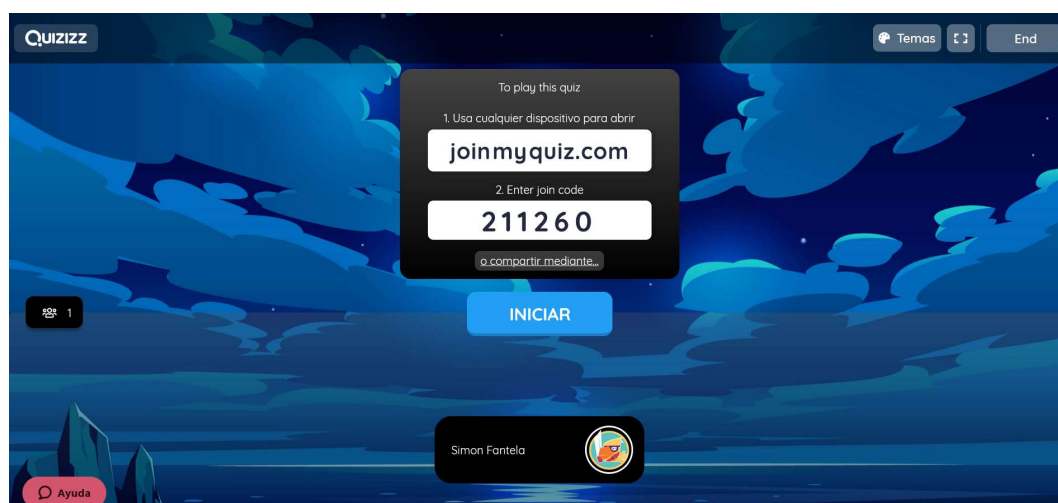 Quizizz
Temas
End
To play this quiz
1. Usa cualquier dispositivo para abrir
joinmyquiz.com
2. Enter join code
211260
o compartir mediante...
1
INICIAR
Simon Fantela
Ayuda